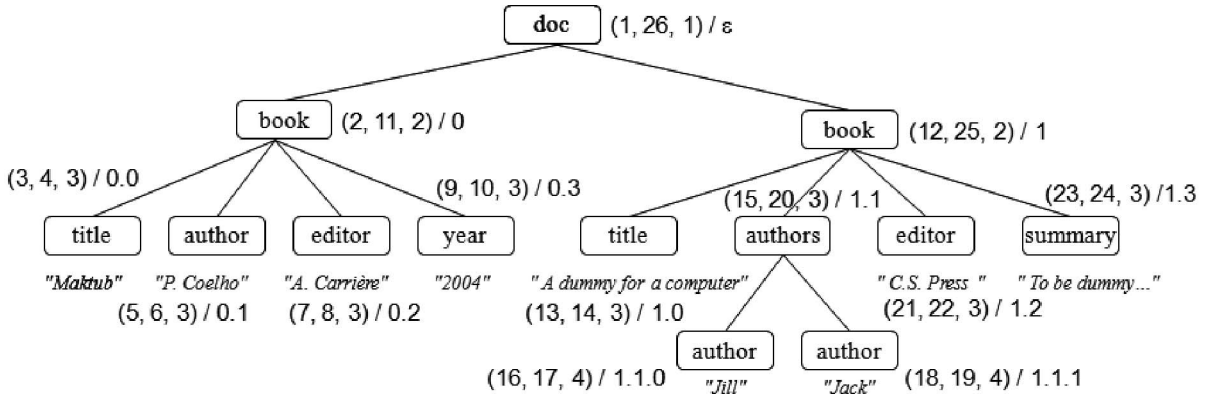 doc (1, 26, 1) / ε
book (2, 11, 2) / 0
book (12, 25, 2) / 1
(3, 4, 3) / 0.0
(9, 10, 3) / 0.3
(15, 20, 3) / 1.1
(23, 24, 3) /1.3
title author editor year title authors editor summary
"Maktub" "P. Coelho" "A. Carrière" "2004" "A dummy for a computer" "C.S. Press " "To be dummy..."
(5, 6, 3) / 0.1 (7, 8, 3) / 0.2 (13, 14, 3) / 1.0 (21, 22, 3) / 1.2
author author
(16, 17, 4) / 1.1.0 "Jill" "Jack" (18, 19, 4) / 1.1.1